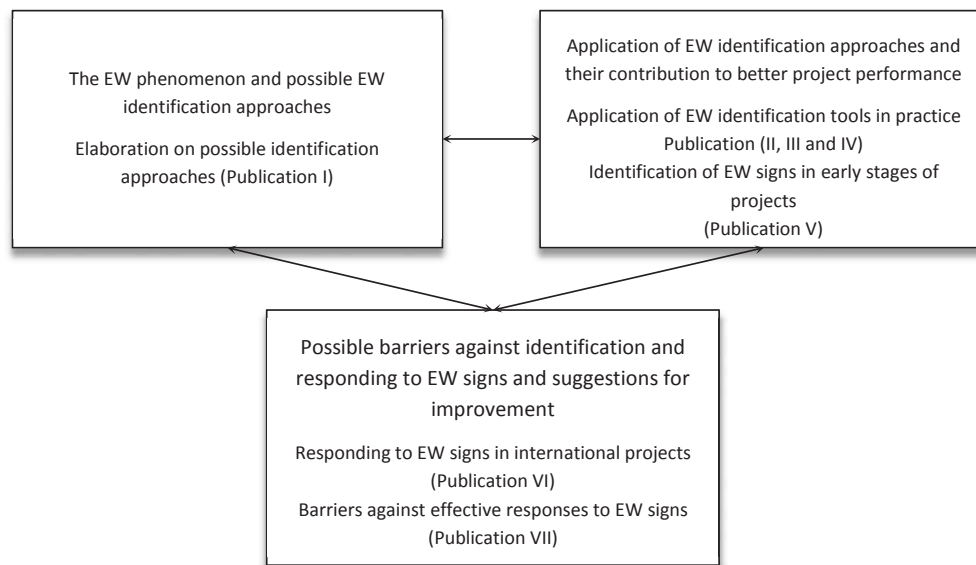 The EW phenomenon and possible EW
identification approaches
Elaboration on possible identification
approaches (Publication I)
Application of EW identification approaches and
their contribution to better project performance
Application of EW identification tools in practice
Publication (II, III and IV)
Identification of EW signs in early stages of
projects
(Publication V)
Possible barriers against identification and
responding to EW signs and suggestions for
improvement
Responding to EW signs in international projects
(Publication VI)
Barriers against effective responses to EW signs
(Publication VII)